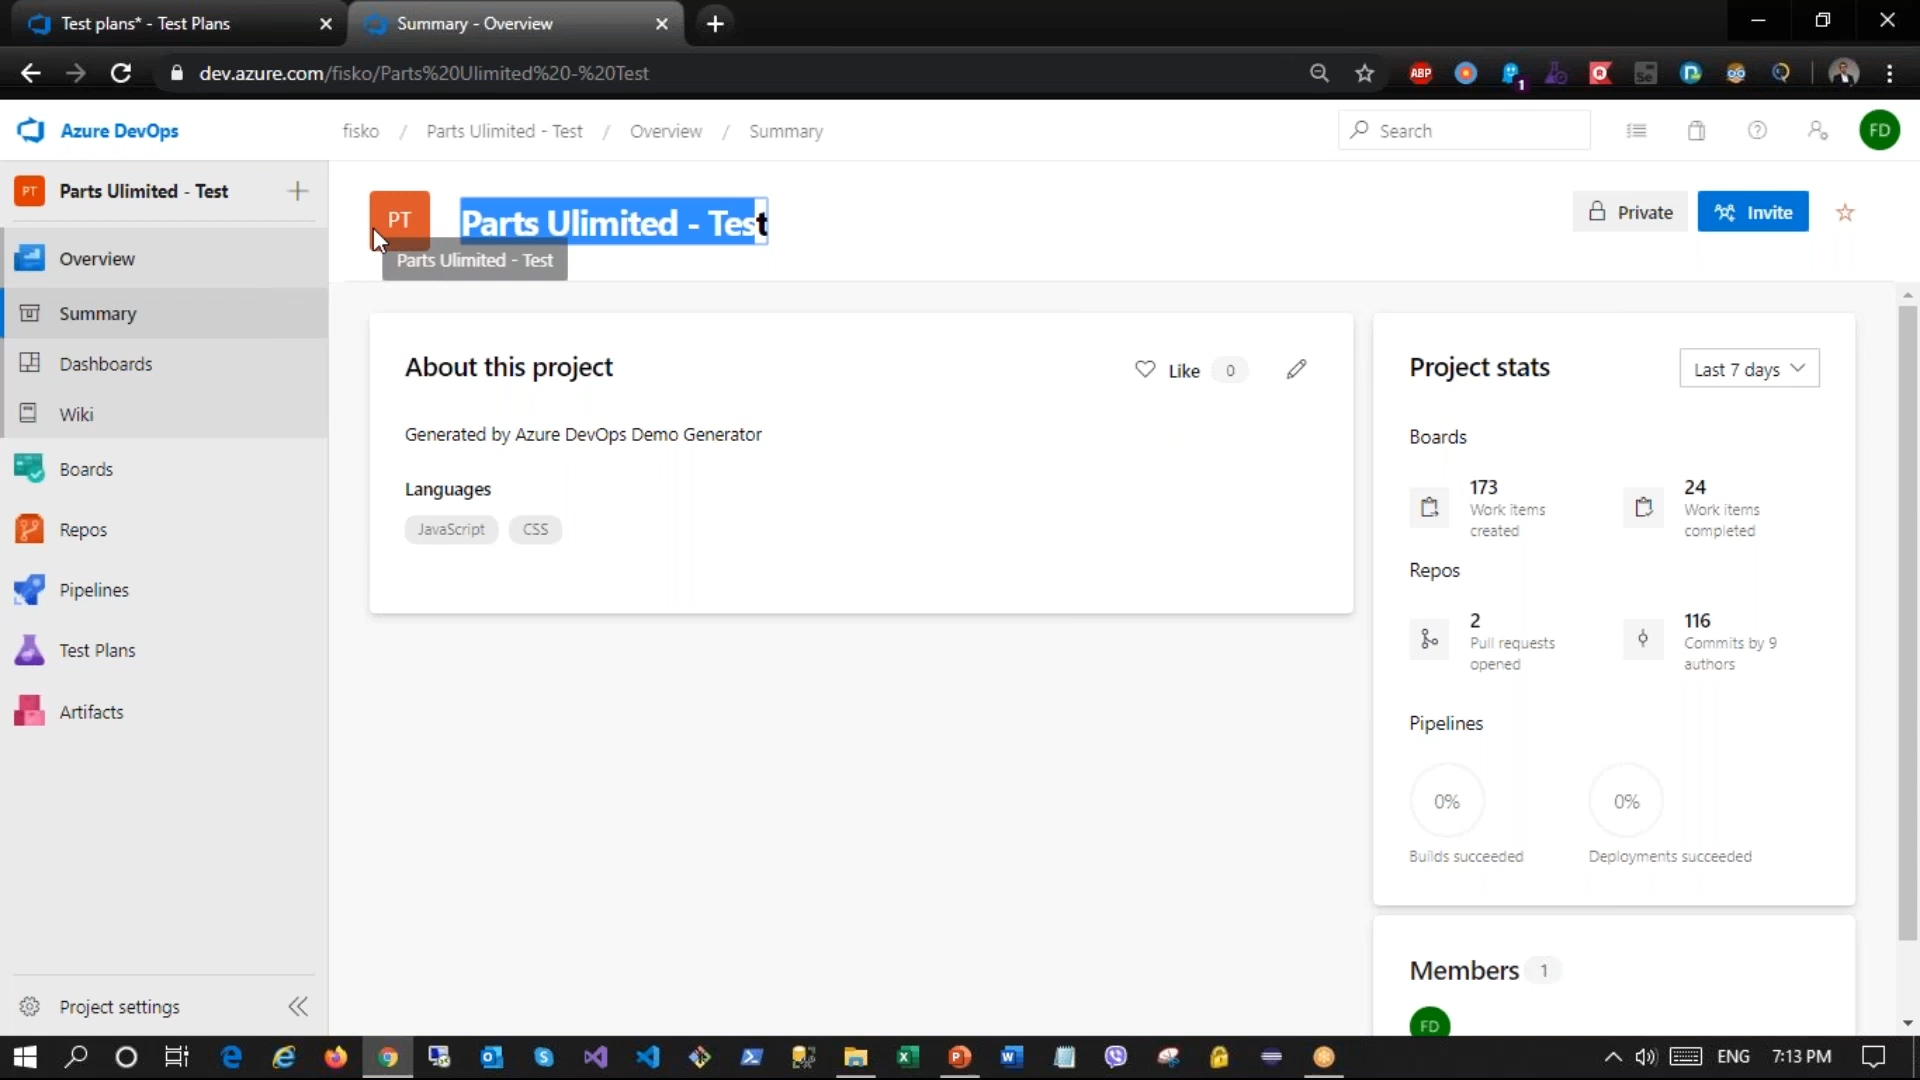 Test plans* - Test Plans
Summary - Overview
dev.azure.com/fisko/Parts%20Ulimited%20-%20Test
ABP
1
Se
Azure DevOps
fisko / Parts Ulimited - Test / Overview / Summary
Search
FD
PT
Parts Ulimited - Test
PT
Parts Ulimited - Test
Parts Ulimited - Test
Private
Invite
Overview
Summary
Dashboards
Wiki
Boards
Repos
Pipelines
Test Plans
Artifacts
Project settings
About this project
Like 0
Generated by Azure DevOps Demo Generator
Languages
JavaScript CSS
Project stats
Last 7 days
Boards
173
Work items
created
24
Work items
completed
Repos
2
Pull requests
opened
116
Commits by 9
authors
Pipelines
0%
Builds succeeded
0%
Deployments succeeded
Members 1
FD
ENG 7:13 PM